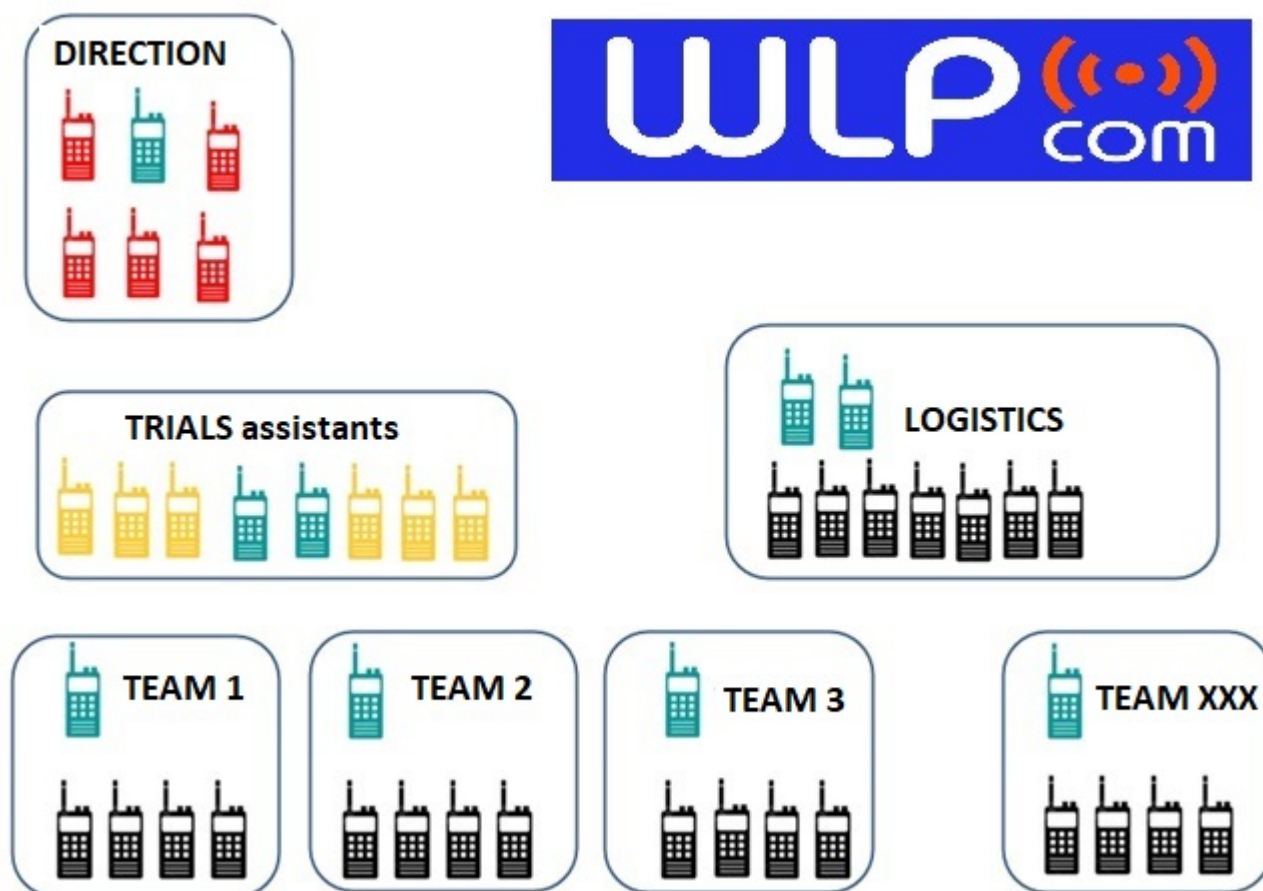 DIRECTION
WLP
com
TRIALS assistants
LOGISTICS
TEAM 1
TEAM 2
TEAM 3
TEAM XXX